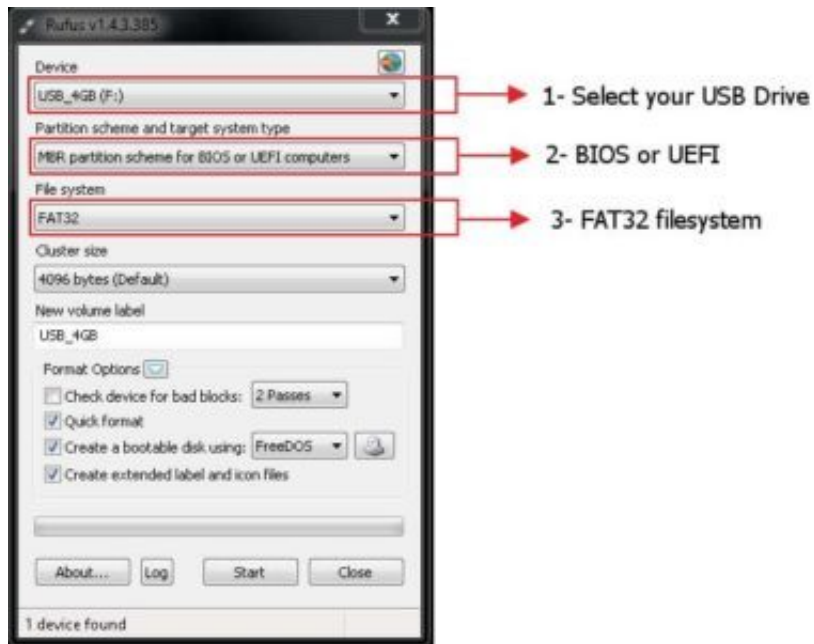 Rufus v1.4.3.385
Device
USB_4GB (F:)
1- Select your USB Drive
Partition scheme and target system type
MBR partition scheme for BIOS or UEFI computers
2- BIOS or UEFI
File system
FAT32
3- FAT32 filesystem
Cluster size
4096 bytes (Default)
New volume label
USB_4GB
Format Options
Check device for bad blocks: 2 Passes
Quick format
Create a bootable disk using: FreeDOS
Create extended label and icon files
About... Log Start Close
1 device found